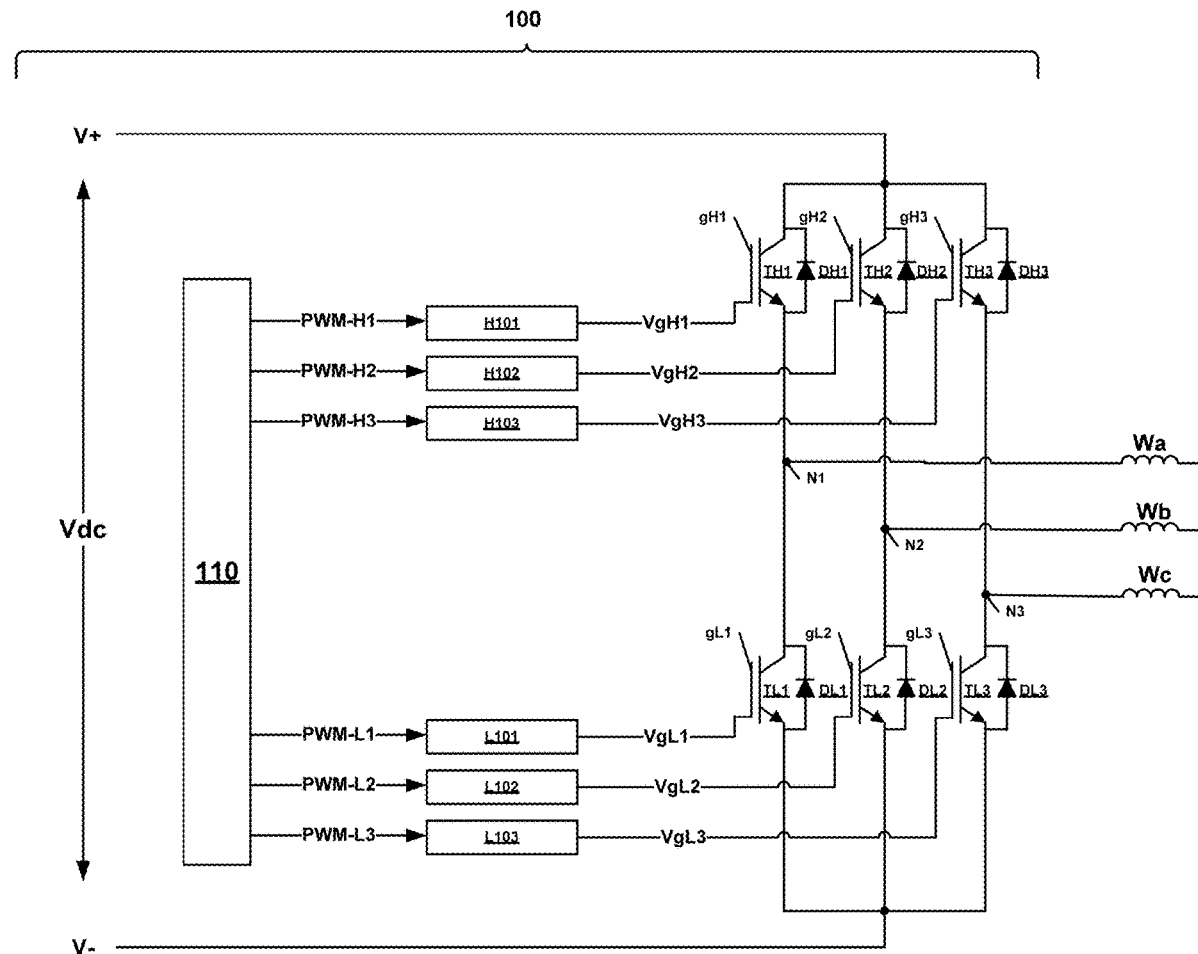 100
V+
gH1
gH2
gH3
TH1
DH1
TH2
DH2
TH3
DH3
PWM-H1
H101
VgH1
PWM-H2
H102
VgH2
PWM-H3
H103
VgH3
Wa
N1
Vdc
Wb
N2
110
Wc
N3
gL1
gL2
gL3
TL1
DL1
TL2
DL2
TL3
DL3
PWM-L1
L101
VgL1
PWM-L2
L102
VgL2
PWM-L3
L103
VgL3
V-